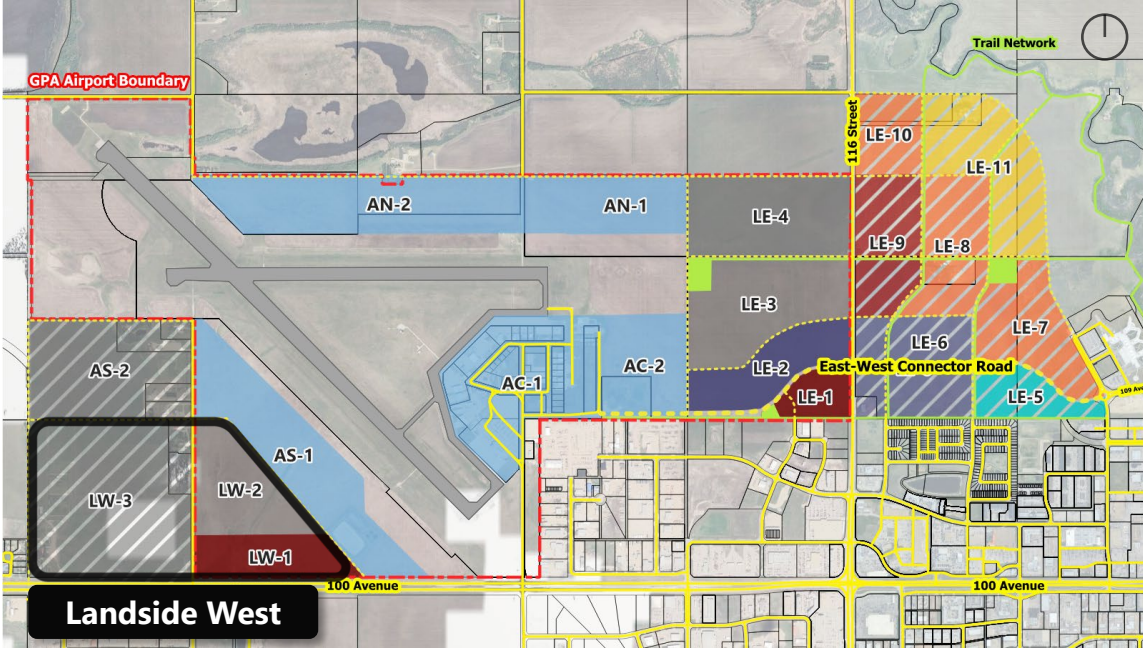 Trail Network
GPA Airport Boundary
116 Street
LE-10
LE-11
AN-2
AN-1
LE-4
LE-9
LE-8
LE-3
LE-7
LE-6
AS-2
AC-1
AC-2
LE-2
East-West Connector Road
LE-1
LE-5
109 Ave
AS-1
LW-2
LW-3
LW-1
100 Avenue
100 Avenue
Landside West